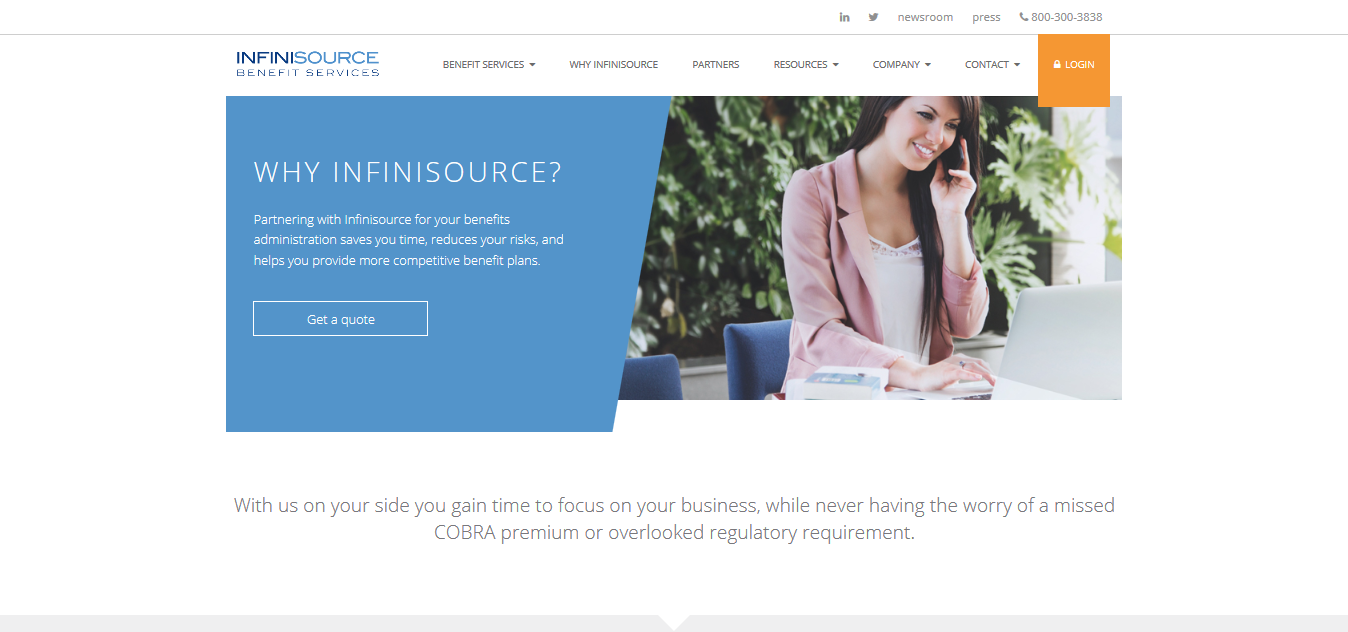 newsroom press 800-300-3838
INFINISOURCE
BENEFIT SERVICES
BENEFIT SERVICES WHY INFINISOURCE PARTNERS RESOURCES COMPANY CONTACT LOGIN
WHY INFINISOURCE?
Partnering with Infinisource for your benefits
administration saves you time, reduces your risks, and
helps you provide more competitive benefit plans.
Get a quote
With us on your side you gain time to focus on your business, while never having the worry of a missed
COBRA premium or overlooked regulatory requirement.